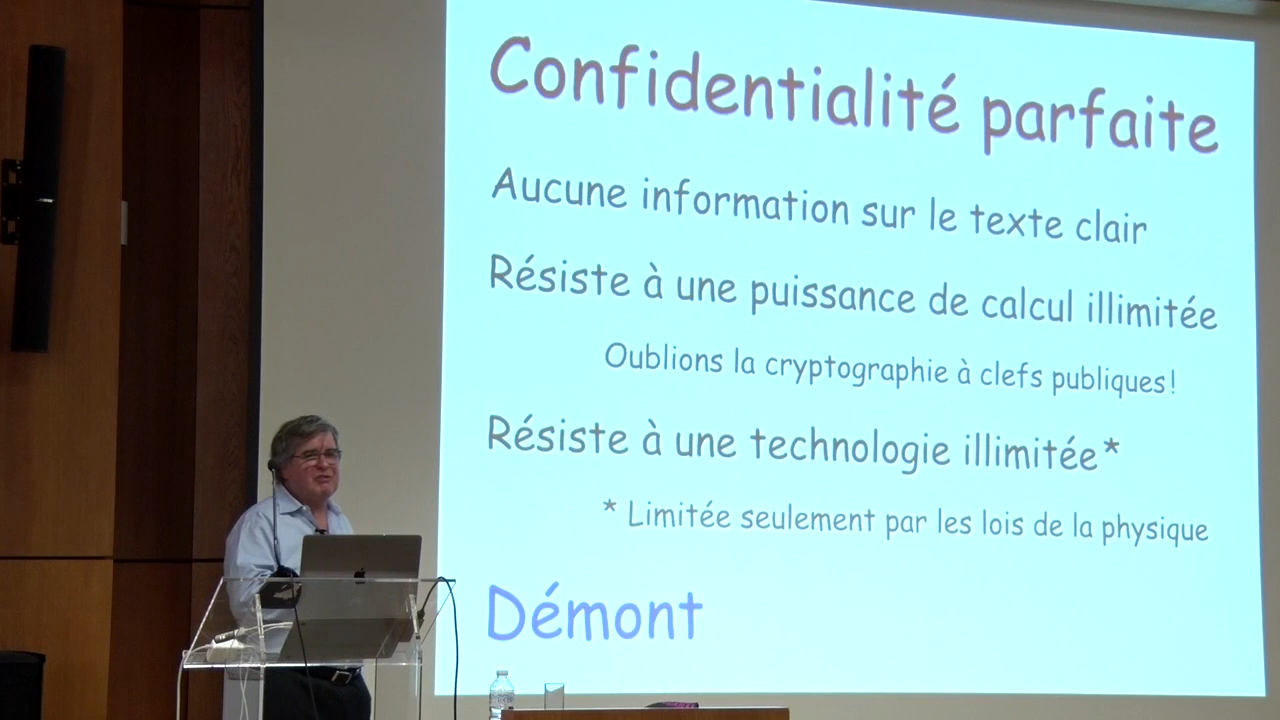 Confidentialité parfaite
Aucune information sur le texte clair
Résiste à une puissance de calcul illimitée
Oublions la cryptographie à clefs publiques!
Résiste à une technologie illimitée*
* Limitée seulement par les lois de la physique
Démont